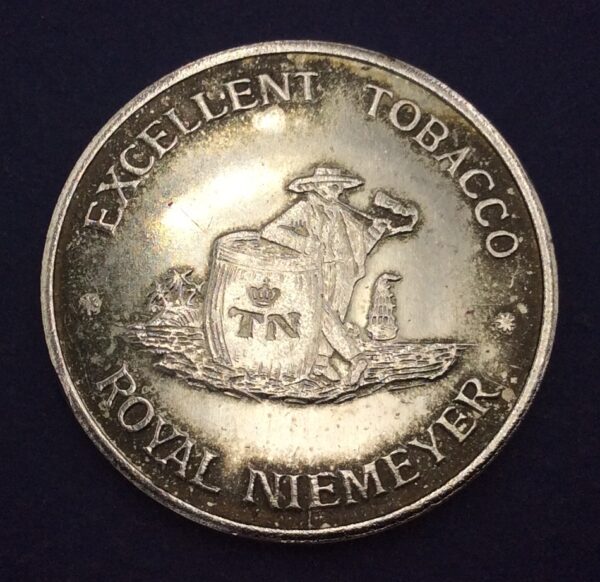 EXCELLENT TOBACCO
TN
ROYAL NIEMEYER